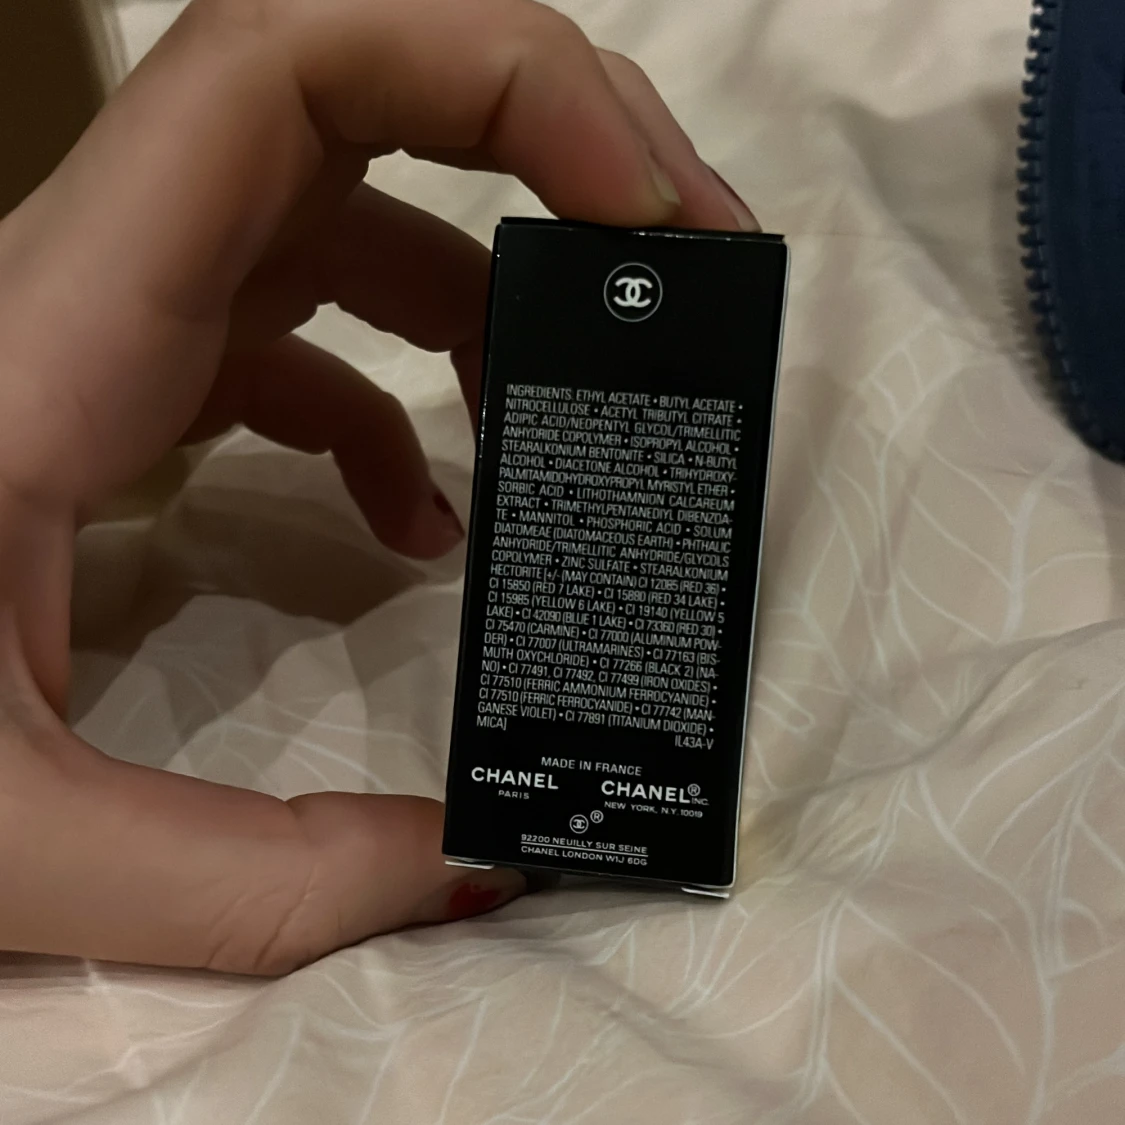 INGREDIENTS: ETHYL ACETATE • BUTYL ACETATE •
NITROCELLULOSE • ACETYL TRIBUTYL CITRATE •
ADIPIC ACID/NEOPENTYL GLYCOL/TRIMELLITIC
ANHYDRIDE COPOLYMER • ISOPROPYL ALCOHOL •
STEARALKONIUM BENTONITE • SILICA • N-BUTYL
ALCOHOL • DIACETONE ALCOHOL • TRIHYDROXY-
PALMITAMIDOHYDROXYPROPYL MYRISTYL ETHER •
SORBIC ACID • LITHOTHAMNION CALCAREUM
EXTRACT • TRIMETHYLPENTANEDIYL DIBENZOA-
TE • MANNITOL • PHOSPHORIC ACID • SOLUM
DIATOMEAE (DIATOMACEOUS EARTH) • PHTHALIC
ANHYDRIDE/TRIMELLITIC ANHYDRIDE/GLYCOLS
COPOLYMER • ZINC SULFATE • STEARALKONIUM
HECTORITE [+/- (MAY CONTAIN) CI 12085 (RED 36) •
CI 15850 (RED 7 LAKE) • CI 15880 (RED 34 LAKE) •
CI 15985 (YELLOW 6 LAKE) • CI 19140 (YELLOW 5
LAKE) • CI 42090 (BLUE 1 LAKE) • CI 73360 (RED 30) •
CI 75470 (CARMINE) • CI 77000 (ALUMINUM POW-
DER) • CI 77007 (ULTRAMARINES) • CI 77163 (BIS-
MUTH OXYCHLORIDE) • CI 77266 (BLACK 2) (NA-
NO) • CI 77491, CI 77492, CI 77499 (IRON OXIDES) •
CI 77510 (FERRIC AMMONIUM FERROCYANIDE) •
CI 77510 (FERRIC FERROCYANIDE) • CI 77742 (MAN-
GANESE VIOLET) • CI 77891 (TITANIUM DIOXIDE) •
MICA]
IL43A-V
MADE IN FRANCE
CHANEL
PARIS
CHANEL® INC.
NEW YORK, N.Y. 10019
®
92200 NEUILLY SUR SEINE
CHANEL LONDON W1J 6DG